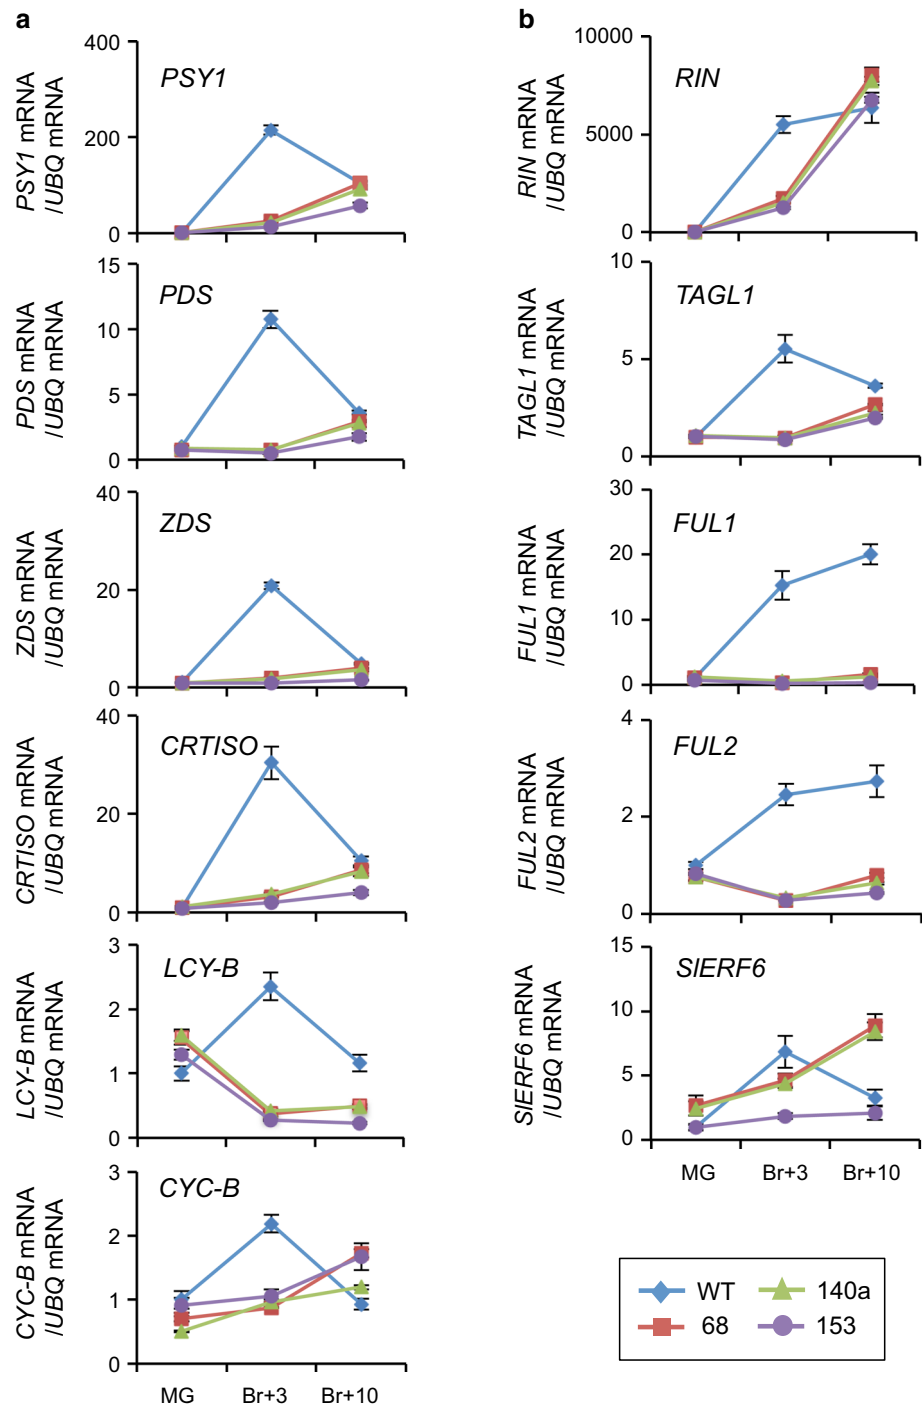 a
PSY1 mRNA
/UBQ mRNA
400
200
0
PSY1
PDS mRNA
/UBQ mRNA
15
10
5
0
PDS
ZDS mRNA
/UBQ mRNA
40
20
0
ZDS
CRTISO mRNA
/UBQ mRNA
40
20
0
CRTISO
LCY-B mRNA
/UBQ mRNA
3
2
1
0
LCY-B
CYC-B mRNA
/UBQ mRNA
3
2
1
0
CYC-B
MG Br+3 Br+10
b
RIN mRNA
/UBQ mRNA
10000
5000
0
RIN
TAGL1 mRNA
/UBQ mRNA
10
5
0
TAGL1
FUL1 mRNA
/UBQ mRNA
30
20
10
0
FUL1
FUL2 mRNA
/UBQ mRNA
4
2
0
FUL2
SlERF6 mRNA
/UBQ mRNA
15
10
5
0
SlERF6
MG Br+3 Br+10
WT 140a
68 153